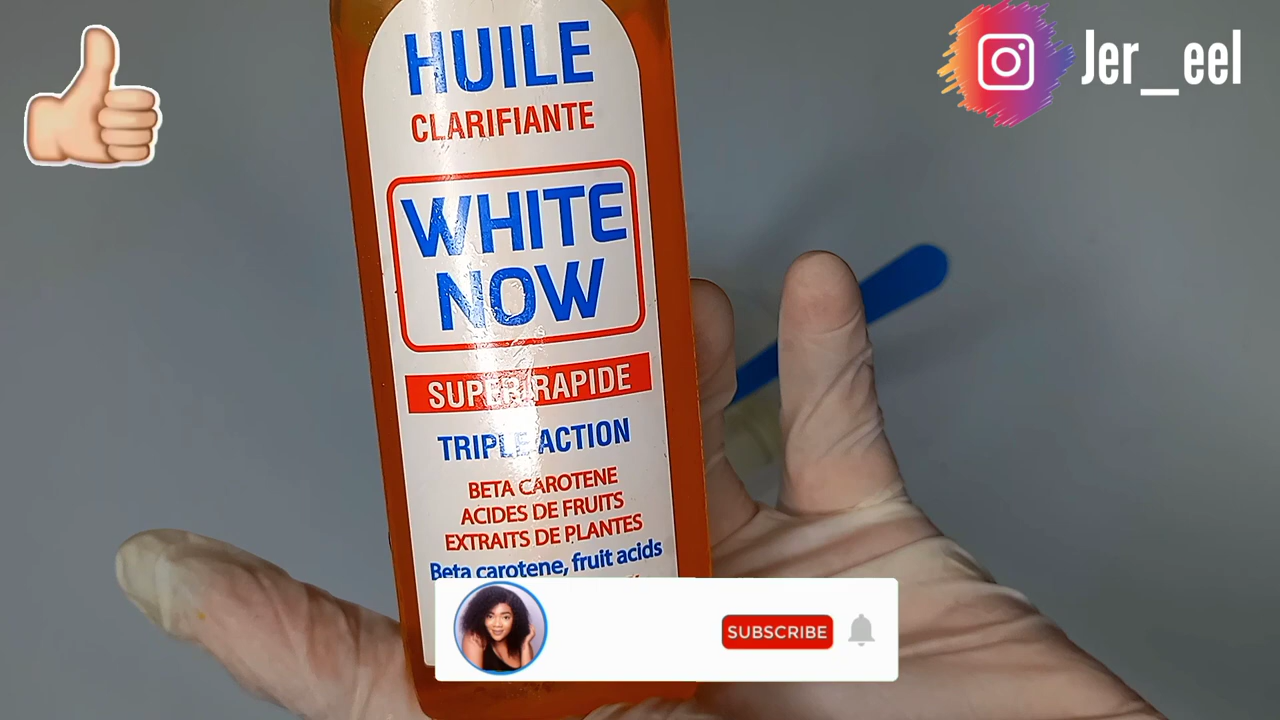 HUILE
CLARIFIANTE
WHITE
NOW
SUPER RAPIDE
TRIPLE ACTION
BETA CAROTENE
ACIDES DE FRUITS
EXTRAITS DE PLANTES
Beta carotene, fruit acids
Jer_eel
SUBSCRIBE